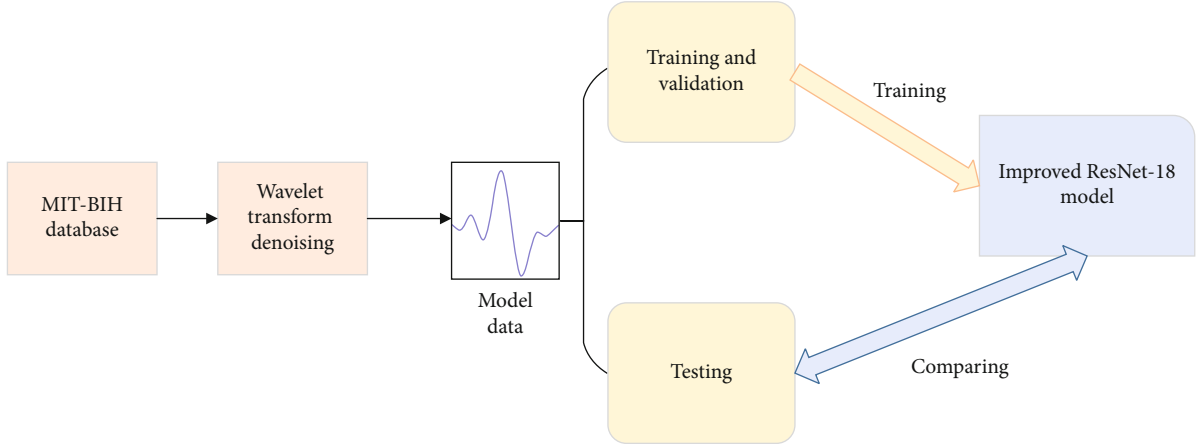 MIT-BIH
database
Wavelet
transform
denoising
Model
data
Training and
validation
Testing
Training
Comparing
Improved ResNet-18
model